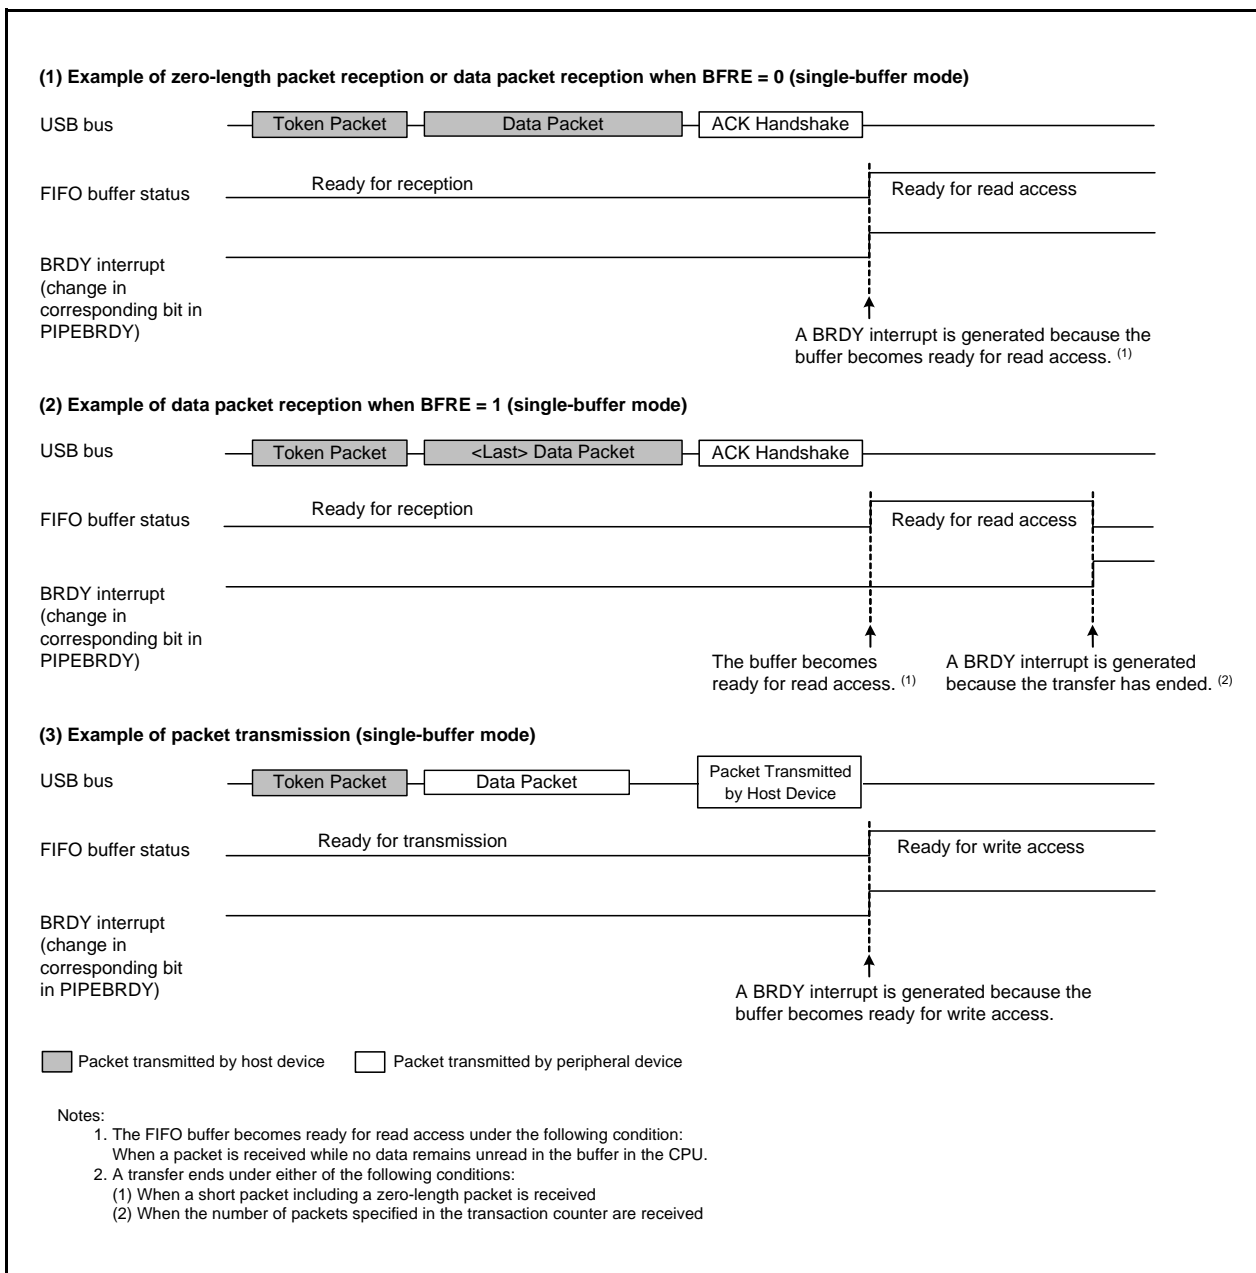 (1) Example of zero-length packet reception or data packet reception when BFRE = 0 (single-buffer mode)
USB bus
Token Packet
Data Packet
ACK Handshake
FIFO buffer status
Ready for reception
Ready for read access
BRDY interrupt
(change in
corresponding bit in
PIPEBRDY)
A BRDY interrupt is generated because the
buffer becomes ready for read access. (1)
(2) Example of data packet reception when BFRE = 1 (single-buffer mode)
USB bus
Token Packet
<Last> Data Packet
ACK Handshake
FIFO buffer status
Ready for reception
Ready for read access
BRDY interrupt
(change in
corresponding bit in
PIPEBRDY)
The buffer becomes
ready for read access. (1)
A BRDY interrupt is generated
because the transfer has ended. (2)
(3) Example of packet transmission (single-buffer mode)
USB bus
Token Packet
Data Packet
Packet Transmitted
by Host Device
FIFO buffer status
Ready for transmission
Ready for write access
BRDY interrupt
(change in
corresponding bit
in PIPEBRDY)
A BRDY interrupt is generated because the
buffer becomes ready for write access.
Packet transmitted by host device
Packet transmitted by peripheral device
Notes:
1. The FIFO buffer becomes ready for read access under the following condition:
When a packet is received while no data remains unread in the buffer in the CPU.
2. A transfer ends under either of the following conditions:
(1) When a short packet including a zero-length packet is received
(2) When the number of packets specified in the transaction counter are received